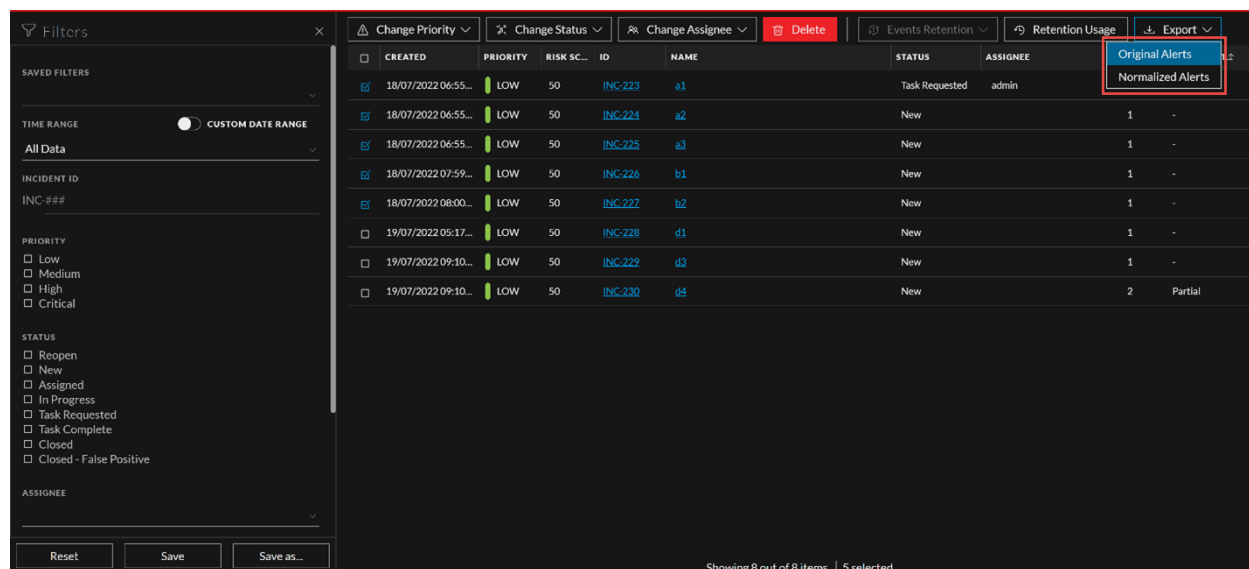 Filters ×
SAVED FILTERS
TIME RANGE CUSTOM DATE RANGE
All Data
INCIDENT ID
INC-###
PRIORITY
Low
Medium
High
Critical
STATUS
Reopen
New
Assigned
In Progress
Task Requested
Task Complete
Closed
Closed - False Positive
ASSIGNEE
Reset Save Save as...
Change Priority Change Status Change Assignee Delete Events Retention Retention Usage Export
Original Alerts
Normalized Alerts
CREATED PRIORITY RISK SC... ID NAME STATUS ASSIGNEE
18/07/2022 06:55... LOW 50 INC-223 a1 Task Requested admin
18/07/2022 06:55... LOW 50 INC-224 a2 New 1 -
18/07/2022 06:55... LOW 50 INC-225 a3 New 1 -
18/07/2022 07:59... LOW 50 INC-226 b1 New 1 -
18/07/2022 08:00... LOW 50 INC-227 b2 New 1 -
19/07/2022 05:17... LOW 50 INC-228 d1 New 1 -
19/07/2022 09:10... LOW 50 INC-229 d3 New 1 -
19/07/2022 09:10... LOW 50 INC-230 d4 New 2 Partial
Showing 8 out of 8 items | 5 selected